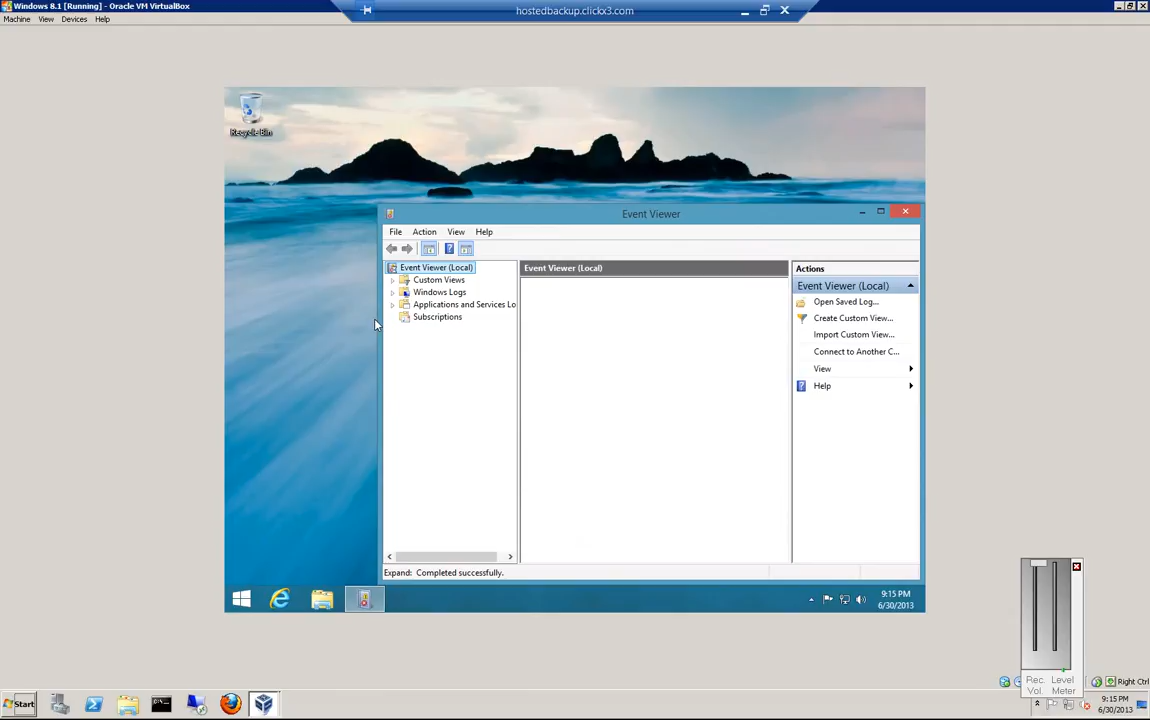 Windows 8.1 [Running] - Oracle VM VirtualBox
hostedbackup.clickx3.com
Machine View Devices Help
Recycle Bin
Event Viewer
File Action View Help
Event Viewer (Local)
Custom Views
Windows Logs
Applications and Services Lo
Subscriptions
Event Viewer (Local)
Actions
Event Viewer (Local)
Open Saved Log...
Create Custom View...
Import Custom View...
Connect to Another C...
View
Help
Expand: Completed successfully.
9:15 PM
6/30/2013
Rec. Level
Vol. Meter
Right Ctrl
Start
9:15 PM
6/30/2013